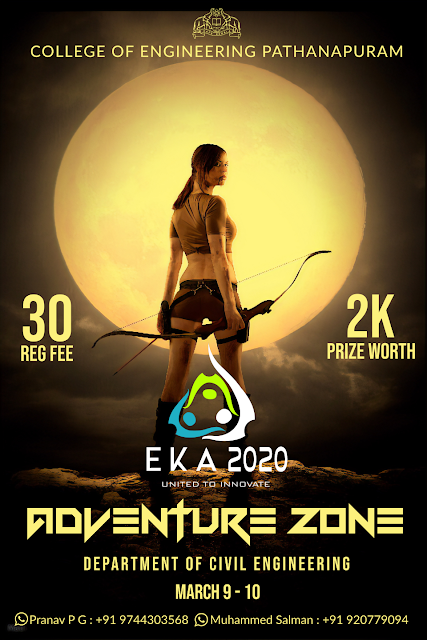 COLLEGE OF ENGINEERING PATHANAPURAM
30
REG FEE
2K
PRIZE WORTH
EKA 2020
UNITED TO INNOVATE
ADVENTURE ZONE
DEPARTMENT OF CIVIL ENGINEERING
MARCH 9 - 10
Pranav P G : +91 9744303568 Muhammed Salman : +91 920779094